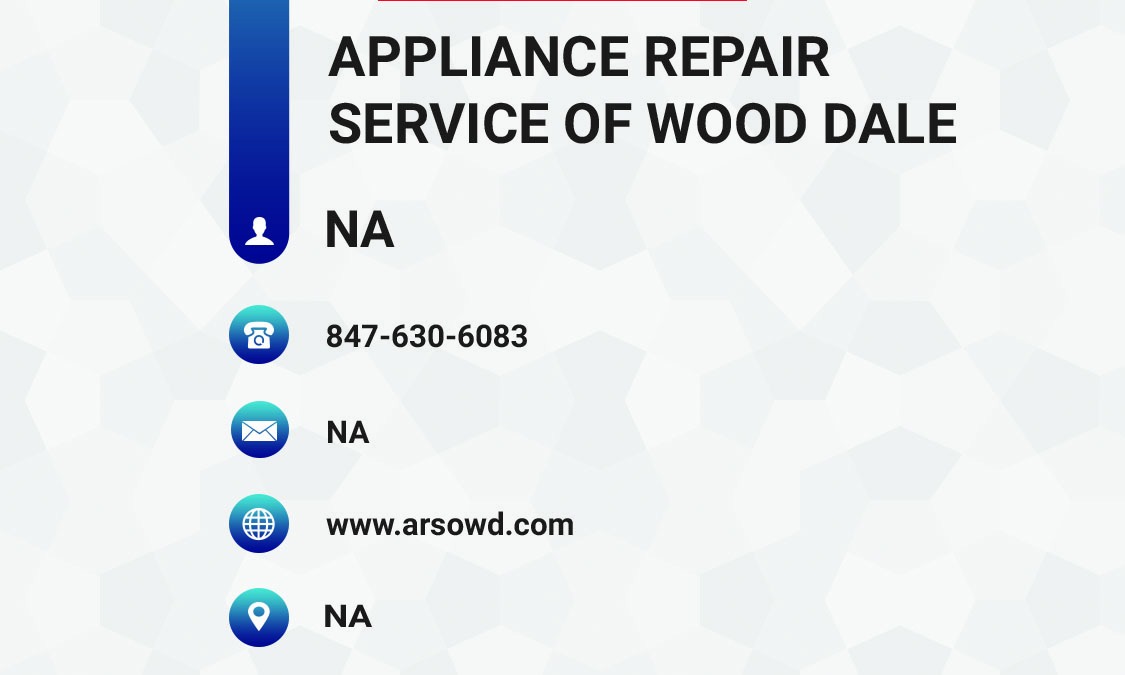 APPLIANCE REPAIR
SERVICE OF WOOD DALE
NA
847-630-6083
NA
www.arsowd.com
NA